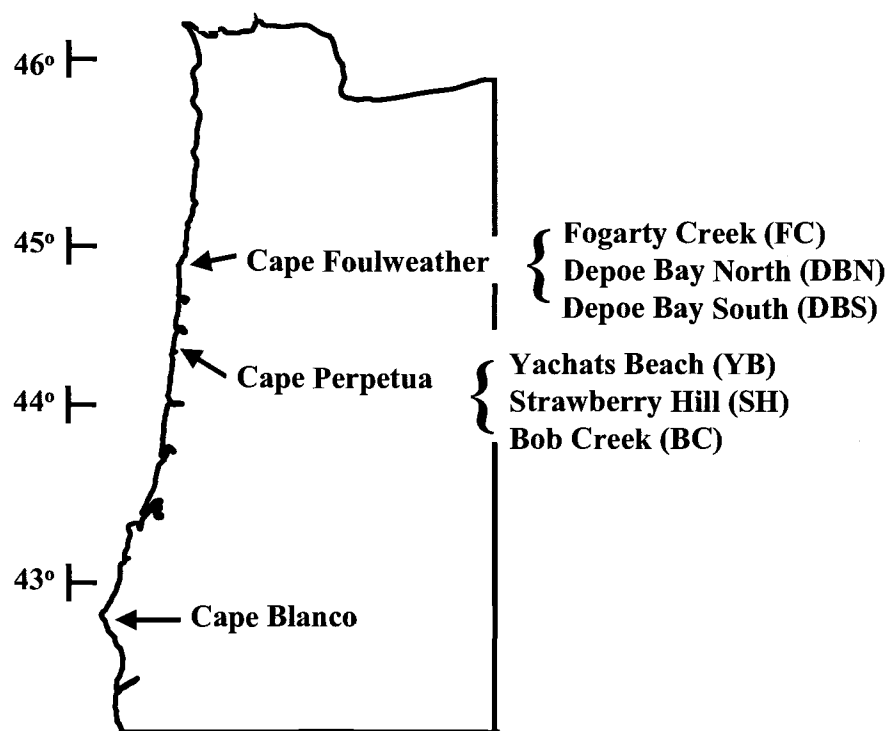 46°
45°
Cape Foulweather
{ Fogarty Creek (FC)
Depoe Bay North (DBN)
Depoe Bay South (DBS)
Cape Perpetua
{ Yachats Beach (YB)
Strawberry Hill (SH)
Bob Creek (BC)
44°
43°
Cape Blanco